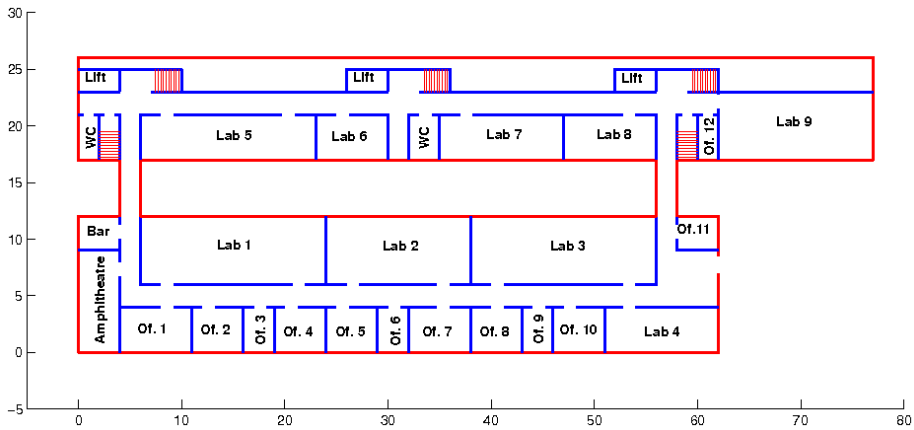 30
25
20
15
10
5
0
−5
Lift
Lift
Lift
WC
Lab 5
Lab 6
WC
Lab 7
Lab 8
Of. 12
Lab 9
Bar
Lab 1
Lab 2
Lab 3
Of.11
Amphitheatre
Of. 1
Of. 2
Of. 3
Of. 4
Of. 5
Of. 6
Of. 7
Of. 8
Of. 9
Of. 10
Lab 4
0 10 20 30 40 50 60 70 80